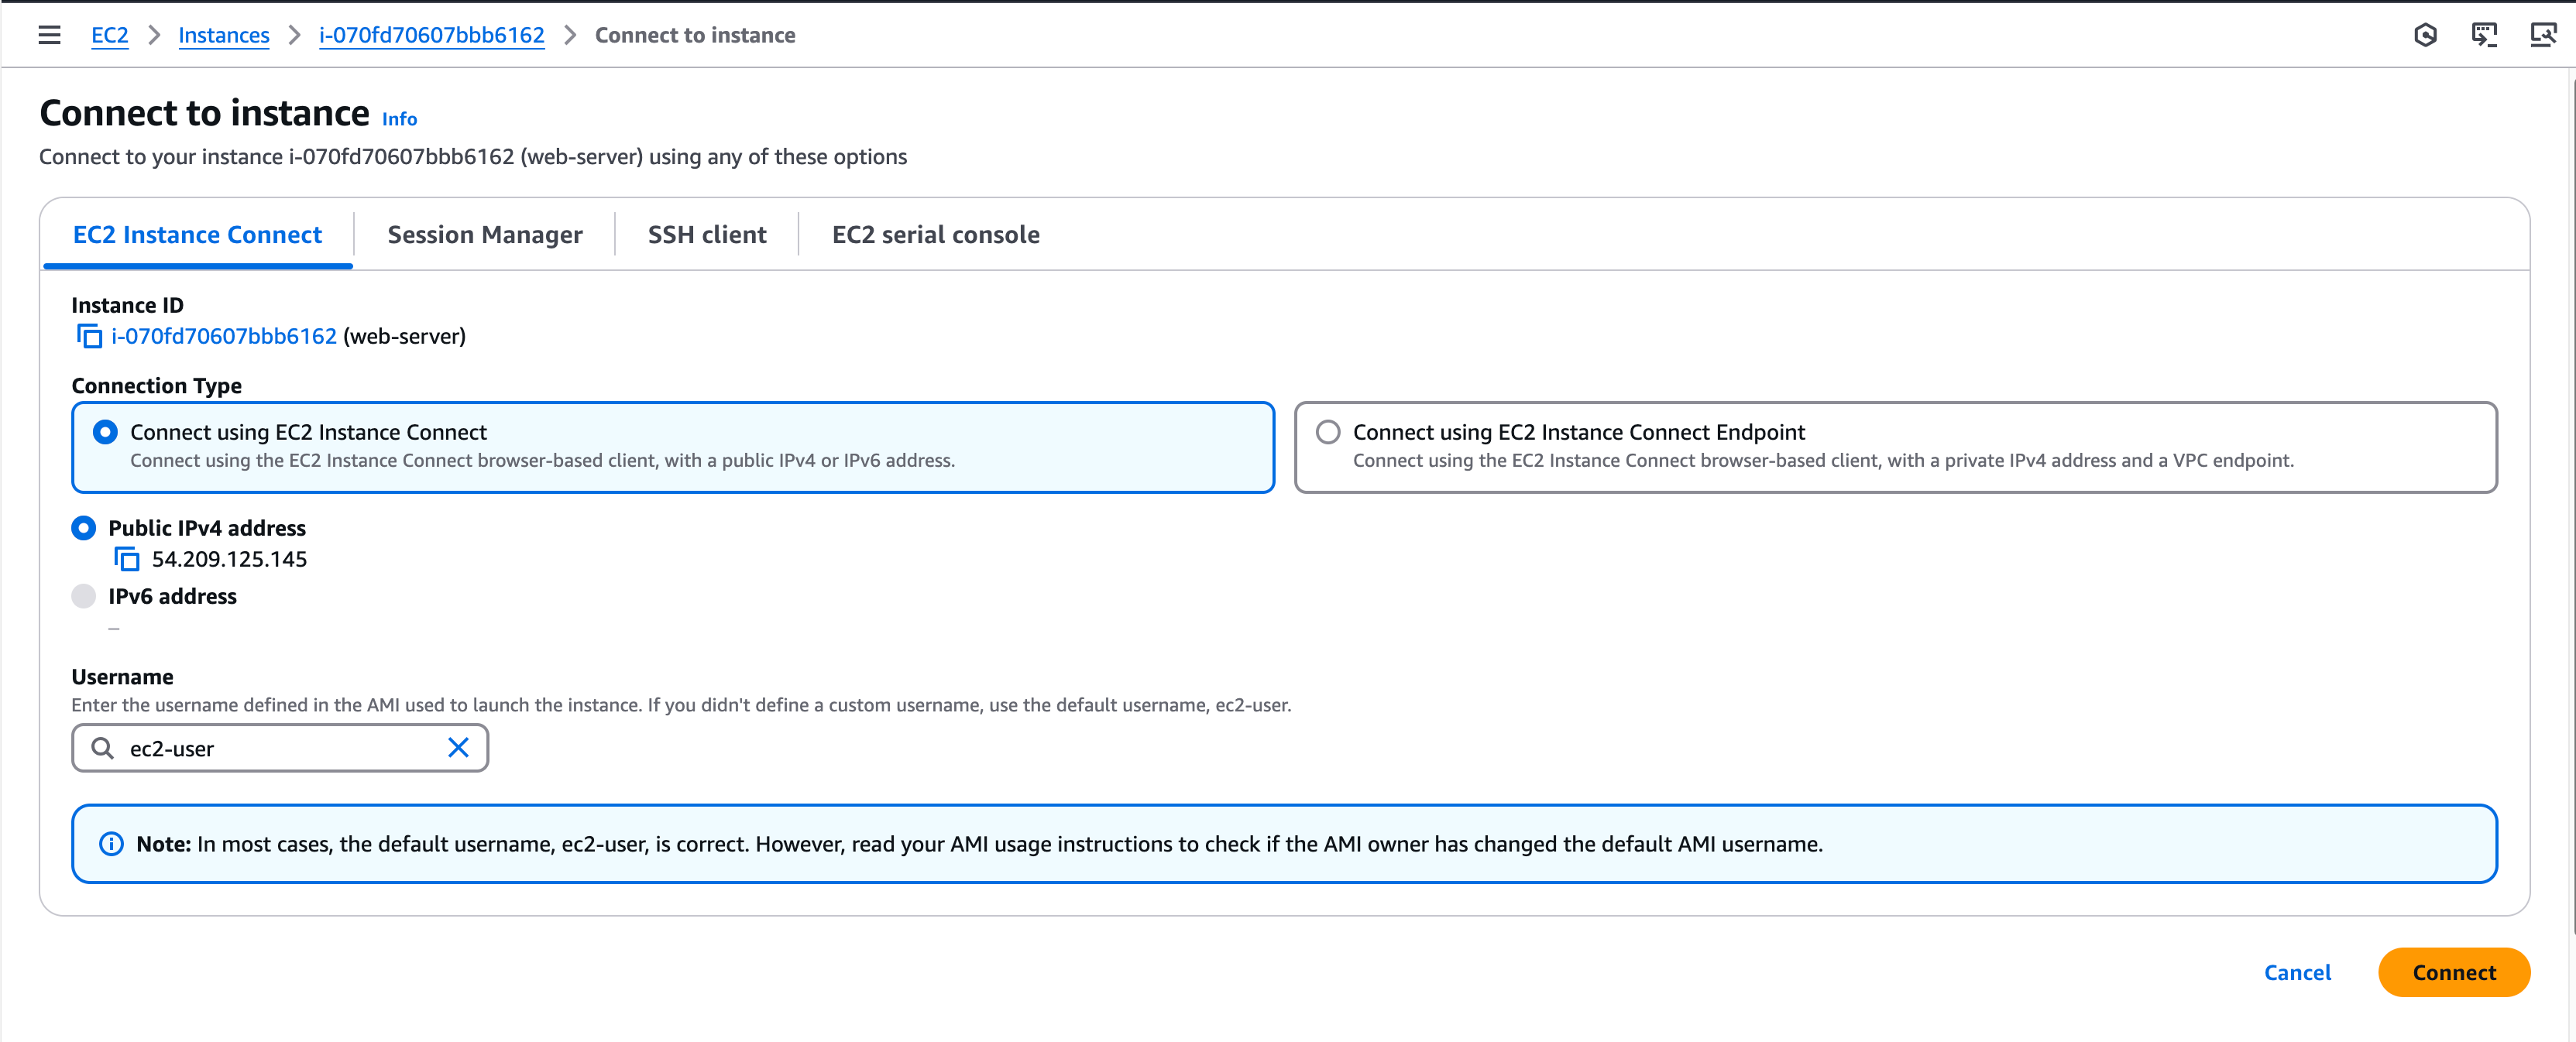 EC2 > Instances > i-070fd70607bbb6162 > Connect to instance
Connect to instance Info
Connect to your instance i-070fd70607bbb6162 (web-server) using any of these options
EC2 Instance Connect Session Manager SSH client EC2 serial console
Instance ID
i-070fd70607bbb6162 (web-server)
Connection Type
Connect using EC2 Instance Connect
Connect using the EC2 Instance Connect browser-based client, with a public IPv4 or IPv6 address.
Connect using EC2 Instance Connect Endpoint
Connect using the EC2 Instance Connect browser-based client, with a private IPv4 address and a VPC endpoint.
Public IPv4 address
54.209.125.145
IPv6 address
–
Username
Enter the username defined in the AMI used to launch the instance. If you didn't define a custom username, use the default username, ec2-user.
ec2-user
Note: In most cases, the default username, ec2-user, is correct. However, read your AMI usage instructions to check if the AMI owner has changed the default AMI username.
Cancel Connect